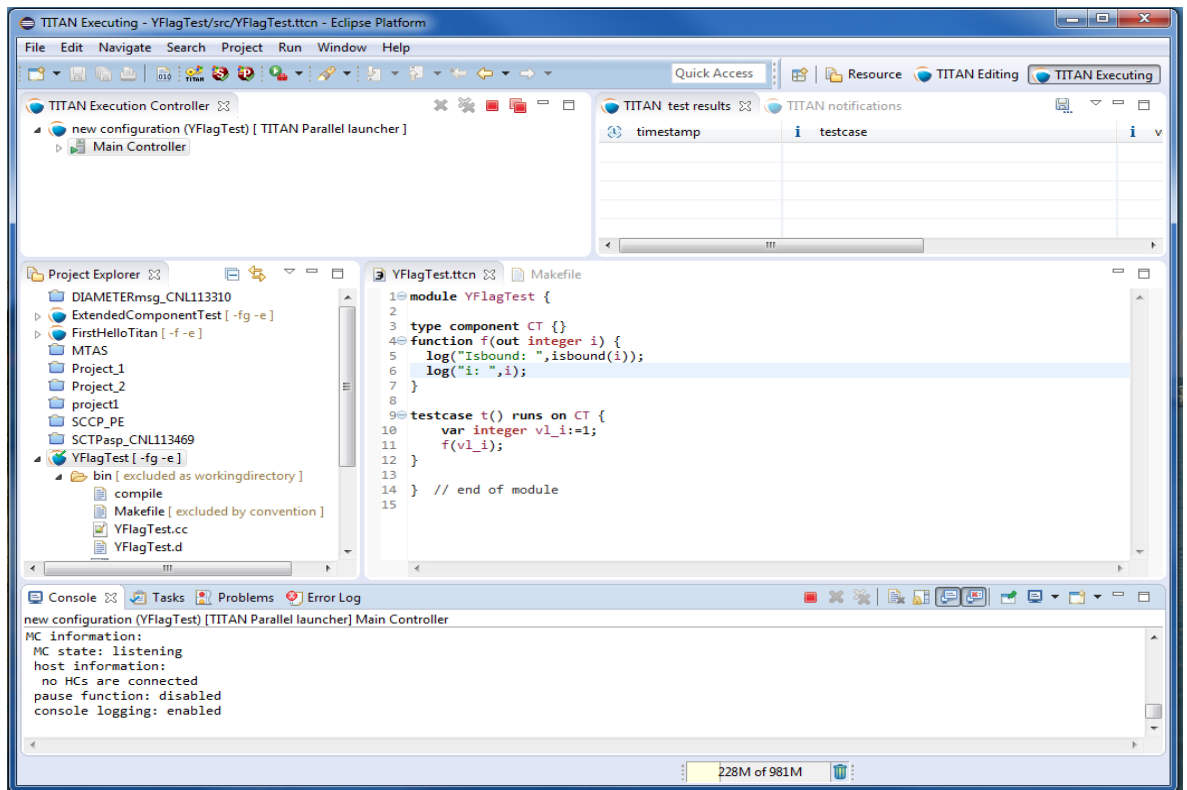 TITAN Executing - YFlagTest/src/YFlagTest.ttcn - Eclipse Platform
File Edit Navigate Search Project Run Window Help
010 TITAN
Quick Access
Resource
TITAN Editing
TITAN Executing
TITAN Execution Controller
new configuration (YFlagTest) [ TITAN Parallel launcher ]
Main Controller
TITAN test results
TITAN notifications
timestamp
i testcase
i v
Project Explorer
DIAMETERmsg_CNL113310
ExtendedComponentTest [ -fg -e ]
FirstHelloTitan [ -f -e ]
MTAS
Project_1
Project_2
project1
SCCP_PE
SCTPasp_CNL113469
YFlagTest [ -fg -e ]
bin [ excluded as workingdirectory ]
compile
Makefile [ excluded by convention ]
YFlagTest.cc
YFlagTest.d
YFlagTest.ttcn
Makefile
1 module YFlagTest {
2
3 type component CT {}
4 function f(out integer i) {
5 log("Isbound: ",isbound(i));
6 log("i: ",i);
7 }
8
9 testcase t() runs on CT {
10 var integer vl_i:=1;
11 f(vl_i);
12 }
13
14 } // end of module
15
Console
Tasks
Problems
Error Log
new configuration (YFlagTest) [TITAN Parallel launcher] Main Controller
MC information:
MC state: listening
host information:
no HCs are connected
pause function: disabled
console logging: enabled
228M of 981M